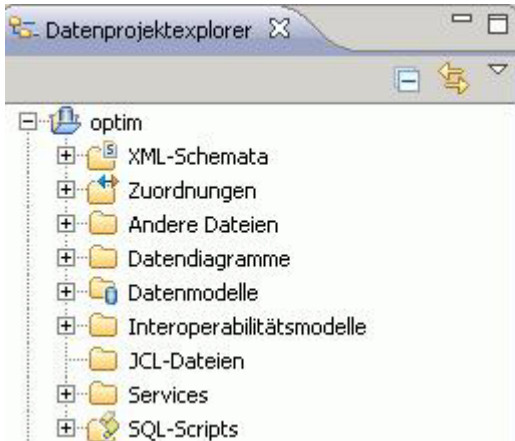 Datenprojektexplorer
optim
XML-Schemata
Zuordnungen
Andere Dateien
Datendiagramme
Datenmodelle
Interoperabilitätsmodelle
JCL-Dateien
Services
SQL-Scripts